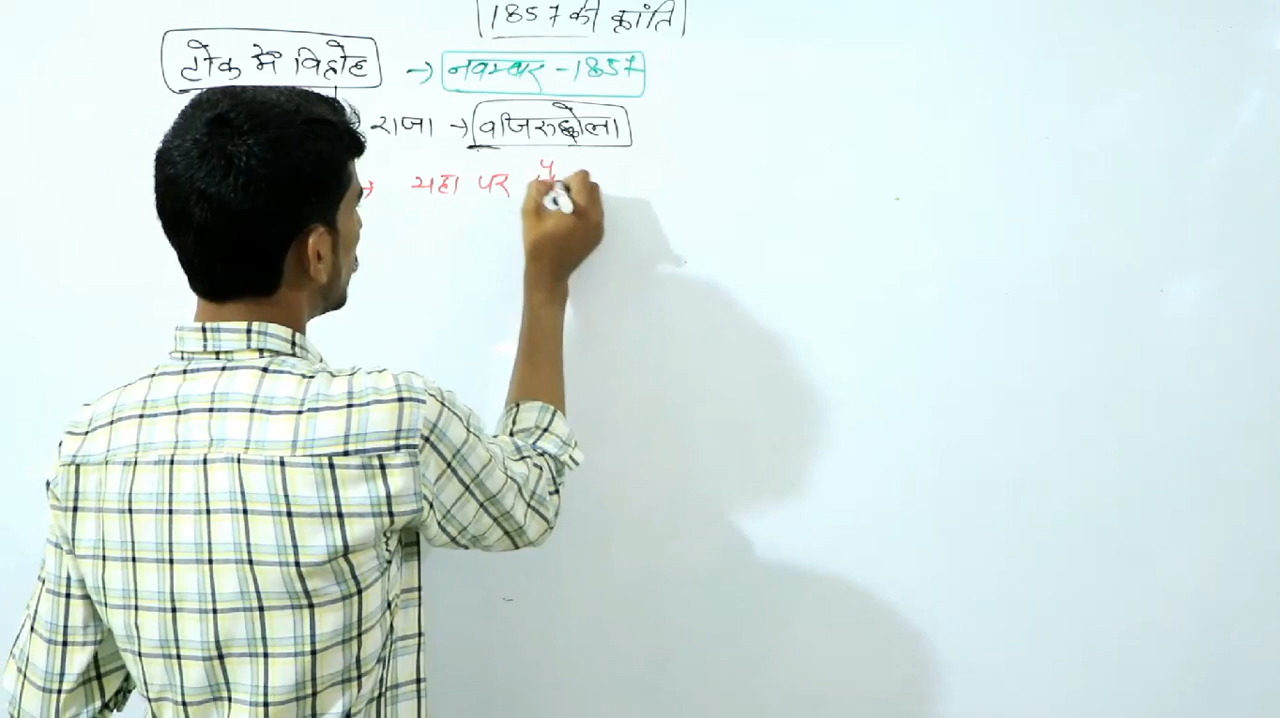 1857 की क्रांति
टोंक में विद्रोह → नवम्बर - 1857
राजा → वजिरुद्दोला
→ यहा पर